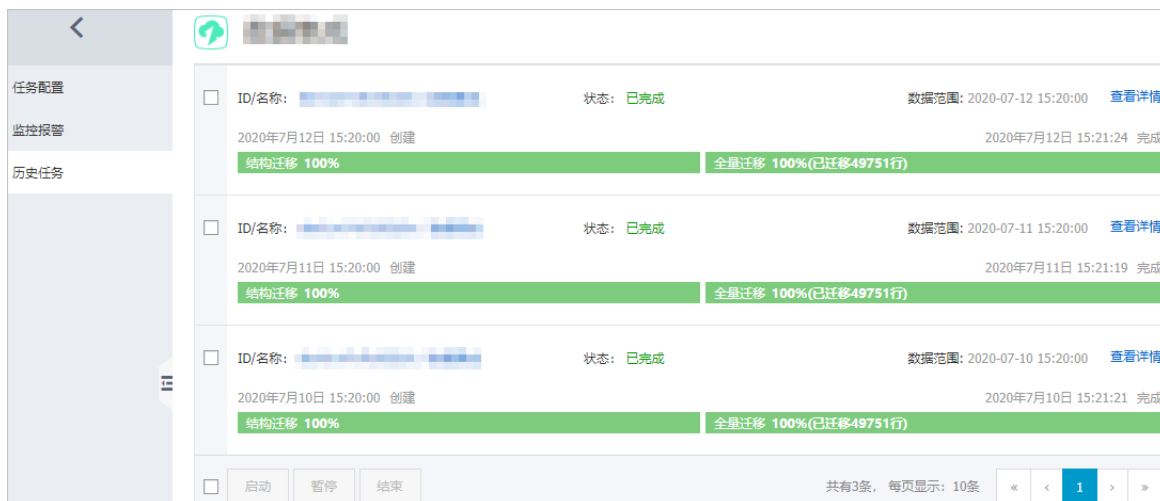 任务配置
监控报警
历史任务
ID/名称: 状态: 已完成 数据范围: 2020-07-12 15:20:00 查看详情
2020年7月12日 15:20:00 创建 2020年7月12日 15:21:24 完成
结构迁移 100% 全量迁移 100%(已迁移49751行)
ID/名称: 状态: 已完成 数据范围: 2020-07-11 15:20:00 查看详情
2020年7月11日 15:20:00 创建 2020年7月11日 15:21:19 完成
结构迁移 100% 全量迁移 100%(已迁移49751行)
ID/名称: 状态: 已完成 数据范围: 2020-07-10 15:20:00 查看详情
2020年7月10日 15:20:00 创建 2020年7月10日 15:21:21 完成
结构迁移 100% 全量迁移 100%(已迁移49751行)
启动 暂停 结束 共有3条, 每页显示: 10条 « ‹ 1 › »